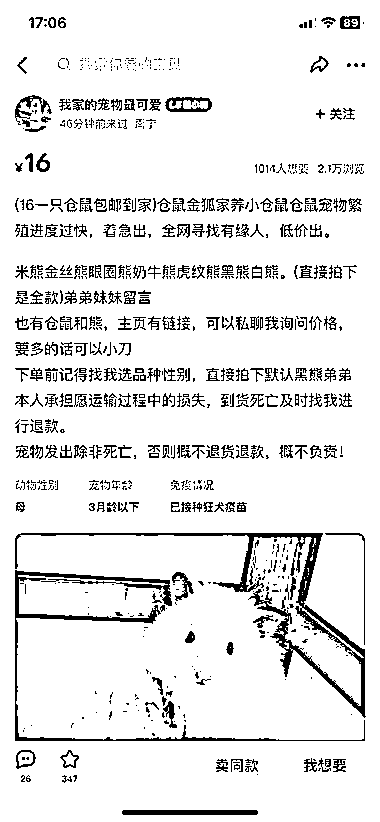 17:06
89
我家的宠物最可爱
46分钟前来过
+ 关注
¥16
1014人想要 2.1万浏览
(16一只仓鼠包邮到家)仓鼠金狐家养小仓鼠仓鼠宠物繁
殖进度过快，着急出，全网寻找有缘人，低价出。
米熊金丝熊眼圈熊奶牛熊虎纹熊黑熊白熊。(直接拍下
是全款)弟弟妹妹留言
也有仓鼠和熊，主页有链接，可以私聊我询问价格，
要多的话可以小刀
下单前记得找我选品种性别，直接拍下默认黑熊弟弟
本人承担愿运输过程中的损失，到货死亡及时找我进
行退款。
宠物发出除非死亡，否则概不退货退款，概不负责！
动物性别 宠物年龄 免疫情况
母 3月龄以下 已接种狂犬疫苗
26
347
卖同款
我想要